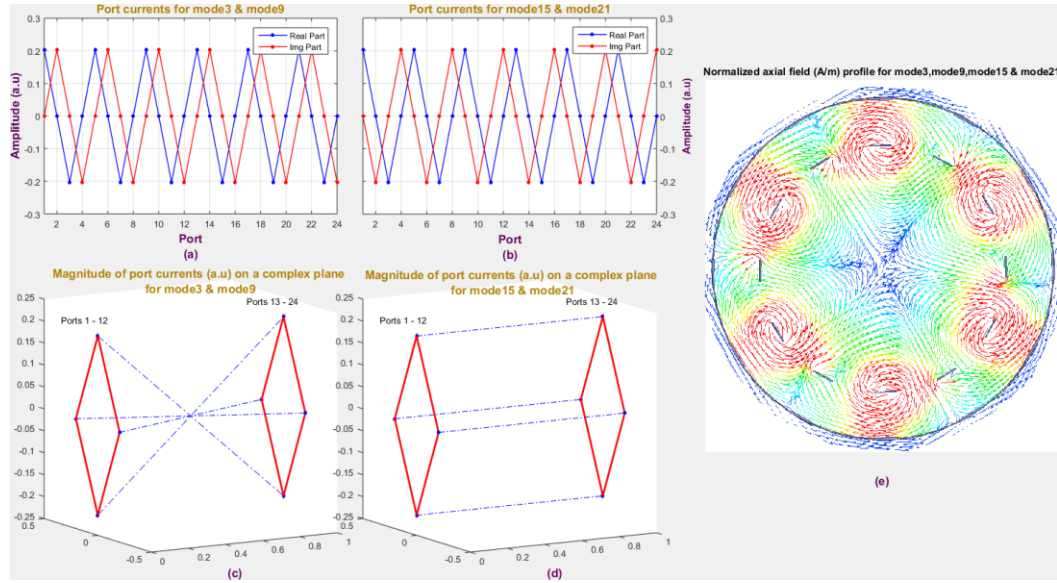 Port currents for mode3 & mode9
0.3
0.2
0.1
0
-0.1
-0.2
-0.3
Amplitude (a.u)
Real Part
Img Part
2 4 6 8 10 12 14 16 18 20 22 24
Port
(a)
Port currents for mode15 & mode21
Real Part
Img Part
0.3
0.2
0.1
0
-0.1
-0.2
-0.3
Amplitude (a.u)
2 4 6 8 10 12 14 16 18 20 22 24
Port
(b)
Magnitude of port currents (a.u) on a complex plane
for mode3 & mode9
Ports 13 - 24
Ports 1 - 12
0.25
0.2
0.15
0.1
0.05
0
-0.05
-0.1
-0.15
-0.2
-0.25
0.5
0
-0.5
0 0.2 0.4 0.6 0.8 1
(c)
Magnitude of port currents (a.u) on a complex plane
for mode15 & mode21
Ports 13 - 24
Ports 1 - 12
0.25
0.2
0.15
0.1
0.05
0
-0.05
-0.1
-0.15
-0.2
-0.25
0.5
0
-0.5
0 0.2 0.4 0.6 0.8 1
(d)
Normalized axial field (A/m) profile for mode3,mode9,mode15 & mode21
(e)